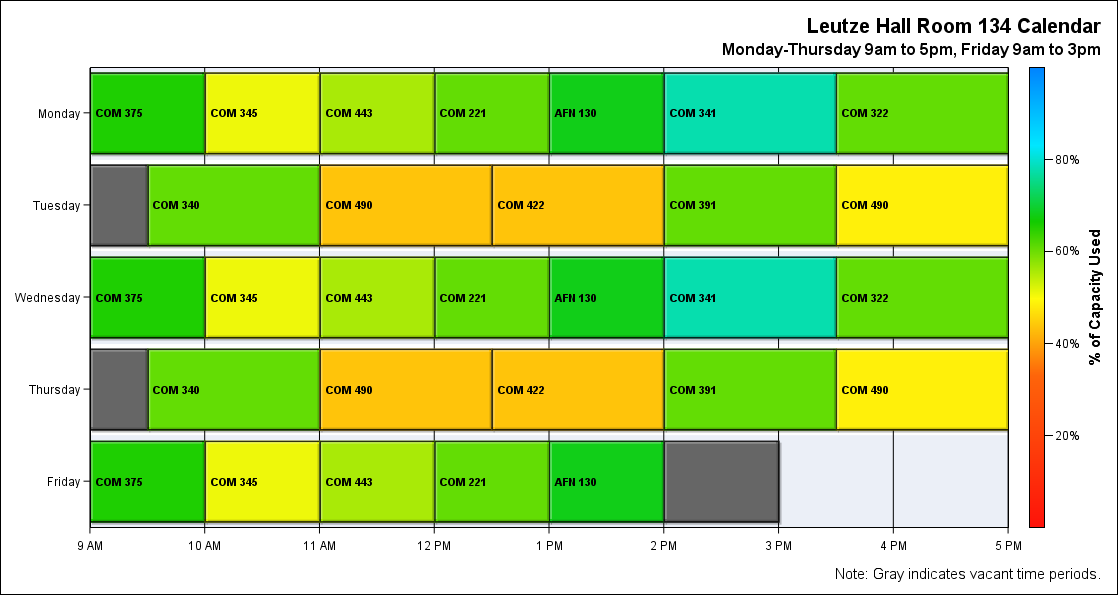 Leutze Hall Room 134 Calendar
Monday-Thursday 9am to 5pm, Friday 9am to 3pm
Monday
COM 375
COM 345
COM 443
COM 221
AFN 130
COM 341
COM 322
Tuesday
COM 340
COM 490
COM 422
COM 391
COM 490
Wednesday
COM 375
COM 345
COM 443
COM 221
AFN 130
COM 341
COM 322
Thursday
COM 340
COM 490
COM 422
COM 391
COM 490
Friday
COM 375
COM 345
COM 443
COM 221
AFN 130
9 AM
10 AM
11 AM
12 PM
1 PM
2 PM
3 PM
4 PM
5 PM
80%
60%
40%
20%
% of Capacity Used
Note: Gray indicates vacant time periods.